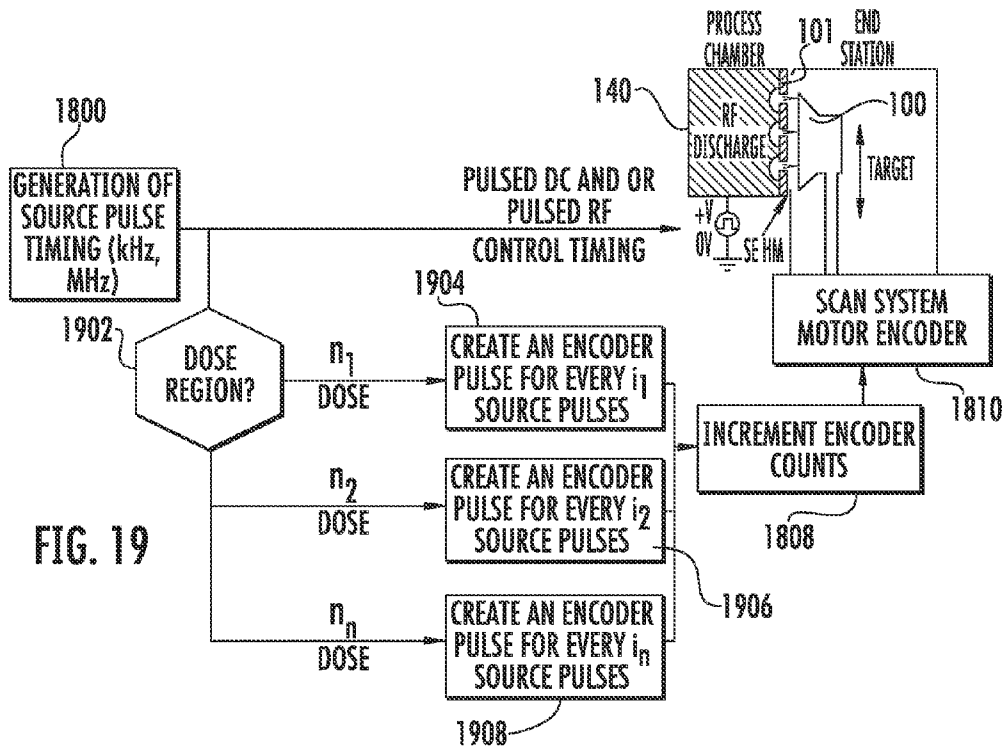 PROCESS
CHAMBER
101
END
STATION
140
100
1800
RF
DISCHARGE
TARGET
GENERATION OF
SOURCE PULSE
TIMING (kHz,
MHz)
PULSED DC AND OR
PULSED RF
CONTROL TIMING
+V
0V
SE HM
1902
1904
SCAN SYSTEM
MOTOR ENCODER
DOSE
REGION?
n1
DOSE
CREATE AN ENCODER
PULSE FOR EVERY i1
SOURCE PULSES
1810
INCREMENT ENCODER
COUNTS
n2
DOSE
CREATE AN ENCODER
PULSE FOR EVERY i2
SOURCE PULSES
1808
FIG. 19
1906
nn
DOSE
CREATE AN ENCODER
PULSE FOR EVERY in
SOURCE PULSES
1908